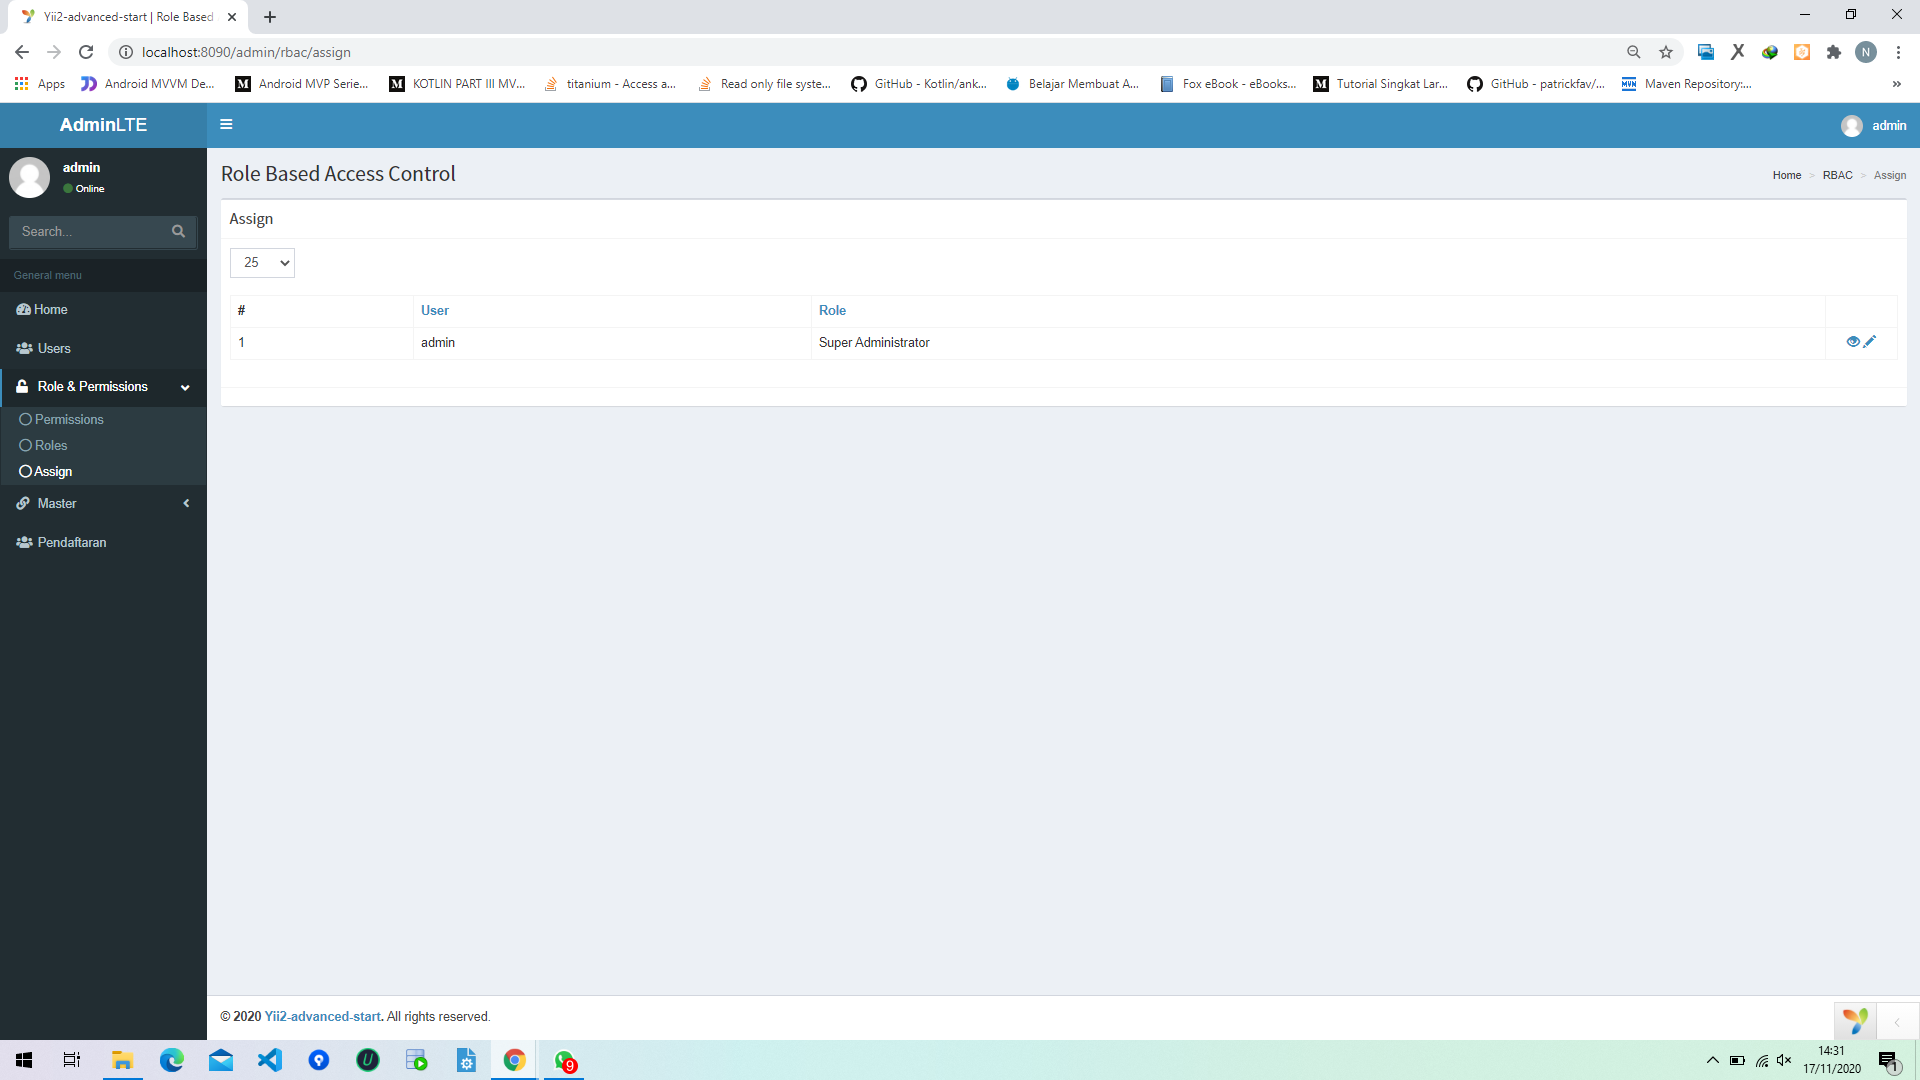 Yii2-advanced-start | Role Based
localhost:8090/admin/rbac/assign
N
Apps
Android MVVM De...
Android MVP Serie...
KOTLIN PART III MV...
titanium - Access a...
Read only file syste...
GitHub - Kotlin/ank...
Belajar Membuat A...
Fox eBook - eBooks...
Tutorial Singkat Lar...
GitHub - patrickfav/...
Maven Repository:...
»
AdminLTE
admin
admin
Online
Search...
General menu
Home
Users
Role & Permissions
Permissions
Roles
Assign
Master
Pendaftaran
Role Based Access Control
Home > RBAC > Assign
Assign
25
# User Role
1 admin Super Administrator
© 2020 Yii2-advanced-start. All rights reserved.
9
14:31
17/11/2020
1